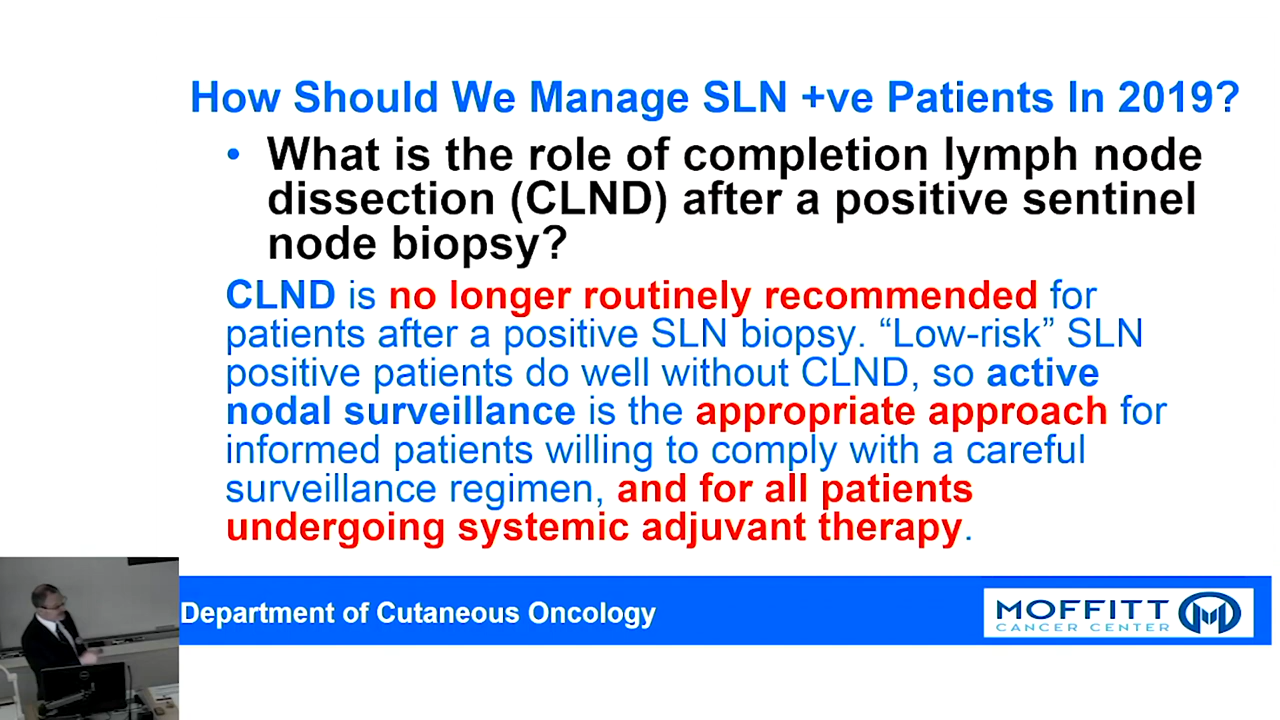 How Should We Manage SLN +ve Patients In 2019?
• What is the role of completion lymph node
dissection (CLND) after a positive sentinel
node biopsy?
CLND is no longer routinely recommended for
patients after a positive SLN biopsy. “Low-risk” SLN
positive patients do well without CLND, so active
nodal surveillance is the appropriate approach for
informed patients willing to comply with a careful
surveillance regimen, and for all patients
undergoing systemic adjuvant therapy.
Department of Cutaneous Oncology
MOFFITT
CANCER CENTER